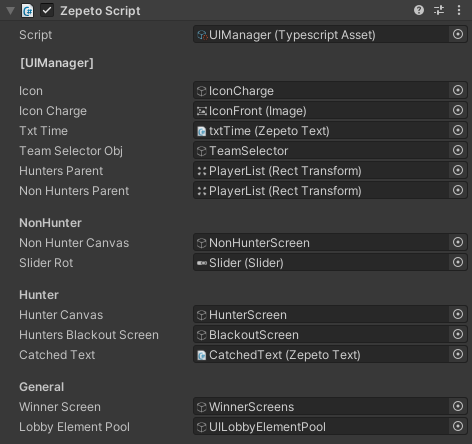 Zepeto Script
Script UIManager (Typescript Asset)
[UIManager]
Icon IconCharge
Icon Charge IconFront (Image)
Txt Time txtTime (Zepeto Text)
Team Selector Obj TeamSelector
Hunters Parent PlayerList (Rect Transform)
Non Hunters Parent PlayerList (Rect Transform)
NonHunter
Non Hunter Canvas NonHunterScreen
Slider Rot Slider (Slider)
Hunter
Hunter Canvas HunterScreen
Hunters Blackout Screen BlackoutScreen
Catched Text CatchedText (Zepeto Text)
General
Winner Screen WinnerScreens
Lobby Element Pool UILobbyElementPool